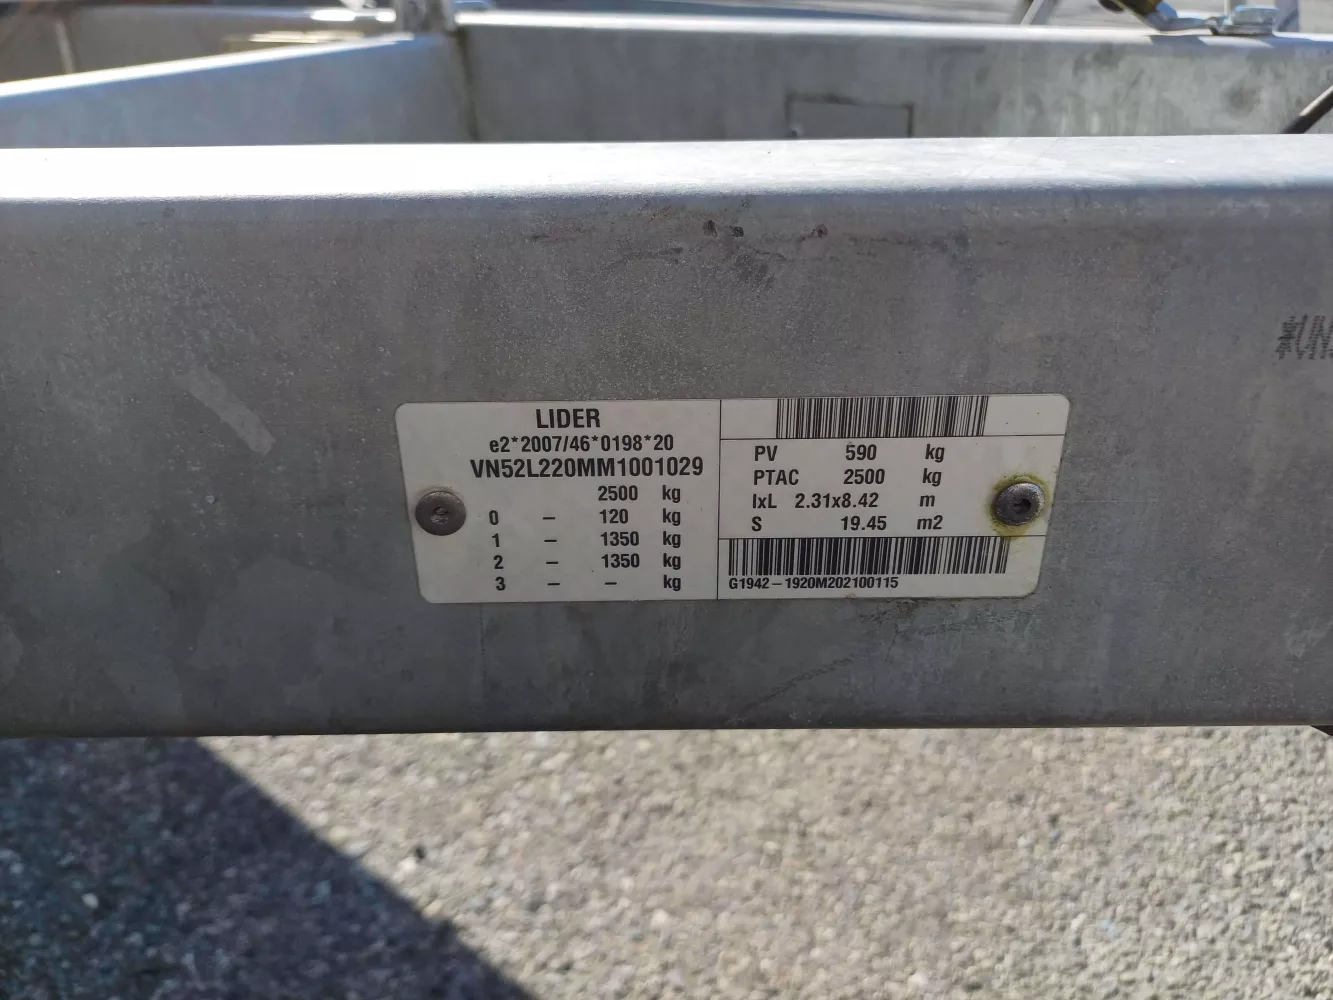 LIDER
e2*2007/46*0198*20
VN52L220MM1001029
2500 kg
0 – 120 kg
1 – 1350 kg
2 – 1350 kg
3 – – kg
PV 590 kg
PTAC 2500 kg
lxL 2.31x8.42 m
S 19.45 m2
G1942–1920M202100115